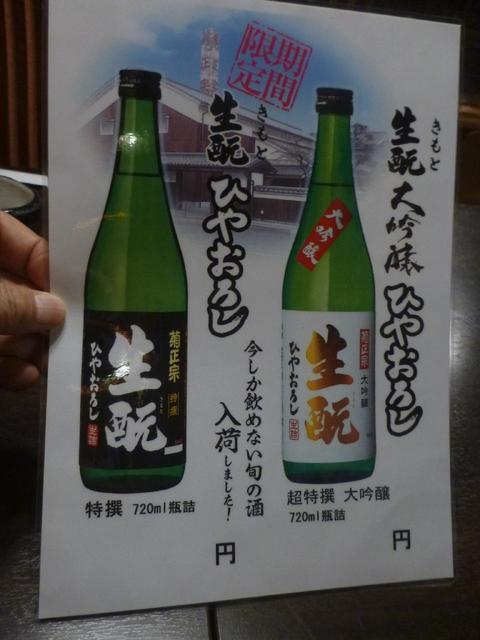 期間
限定
きもと
生酛大吟醸ひやおろし
きもと
生酛ひやおろし
今しか飲めない旬の酒
入荷しました!
大吟醸
菊正宗
大吟醸
生酛
ひやおろし
生詰
菊正宗
特撰
生酛
ひやおろし
生詰
特撰 720ml瓶詰
円
超特撰 大吟醸
720ml瓶詰
円